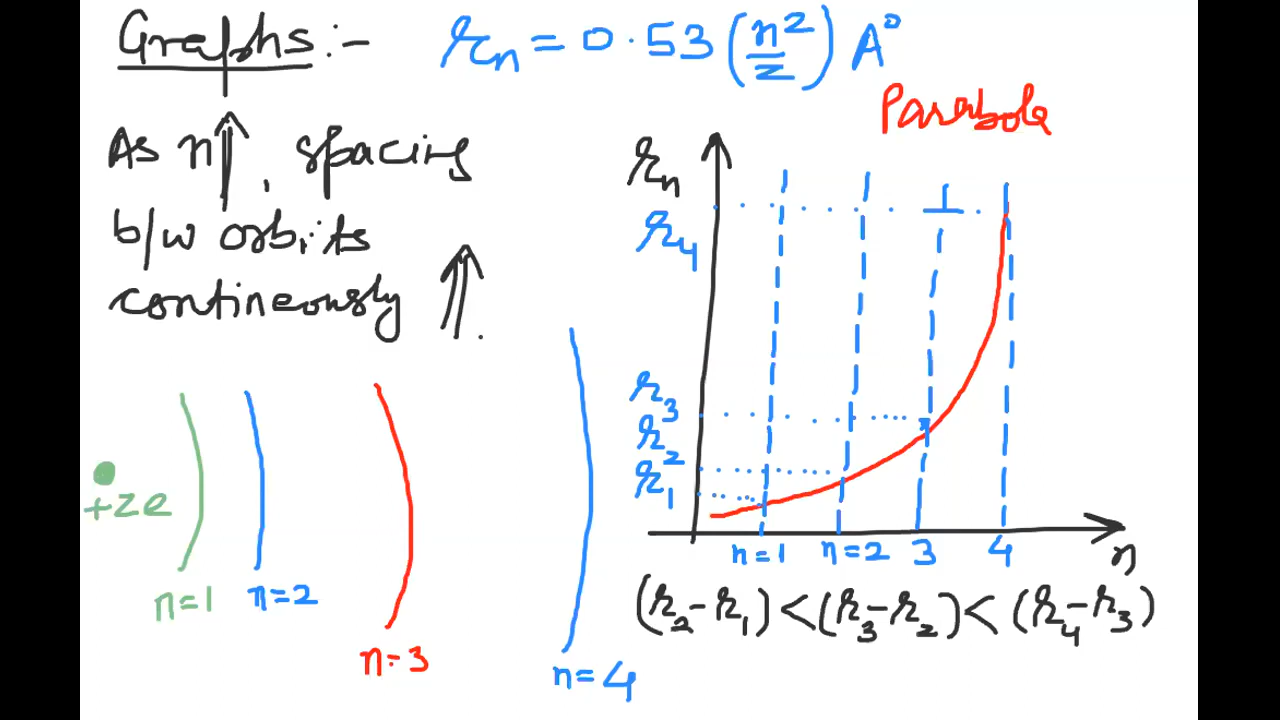 Graphs :- rₙ = 0.53 (n²/z) A°
As n↑, spacing
b/w orbits
contineously ↑.
+ze
n=1
n=2
n=3
n=4
Parabola
rₙ
r₄
r₃
r₂
r₁
n=1 n=2 3 4 n
(r₂-r₁) < (r₃-r₂) < (r₄-r₃)